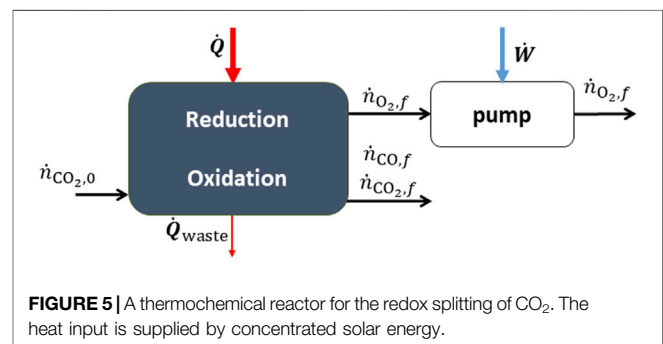 Q̇
Ẇ
Reduction
ṅO₂,f
pump
ṅO₂,f
ṅCO₂,0
Oxidation
ṅCO,f
ṅCO₂,f
Q̇waste
FIGURE 5 | A thermochemical reactor for the redox splitting of CO₂. The
heat input is supplied by concentrated solar energy.